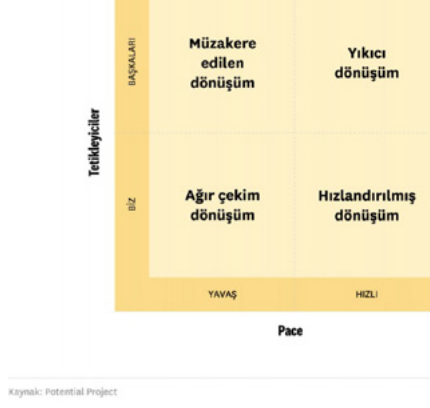 Tetikleyiciler
BAŞKALARI
Müzakere
edilen
dönüşüm
Yıkıcı
dönüşüm
BİZ
Ağır çekim
dönüşüm
Hızlandırılmış
dönüşüm
YAVAŞ
HIZLI
Pace
Kaynak: Potential Project